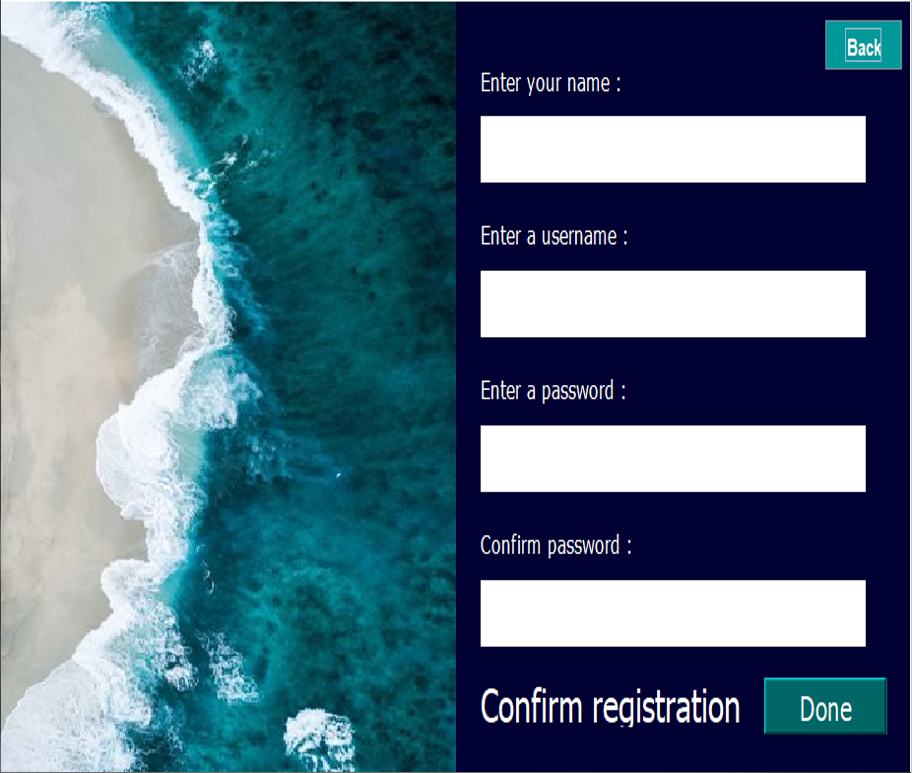 Back
Enter your name :
Enter a username :
Enter a password :
Confirm password :
Confirm registration
Done